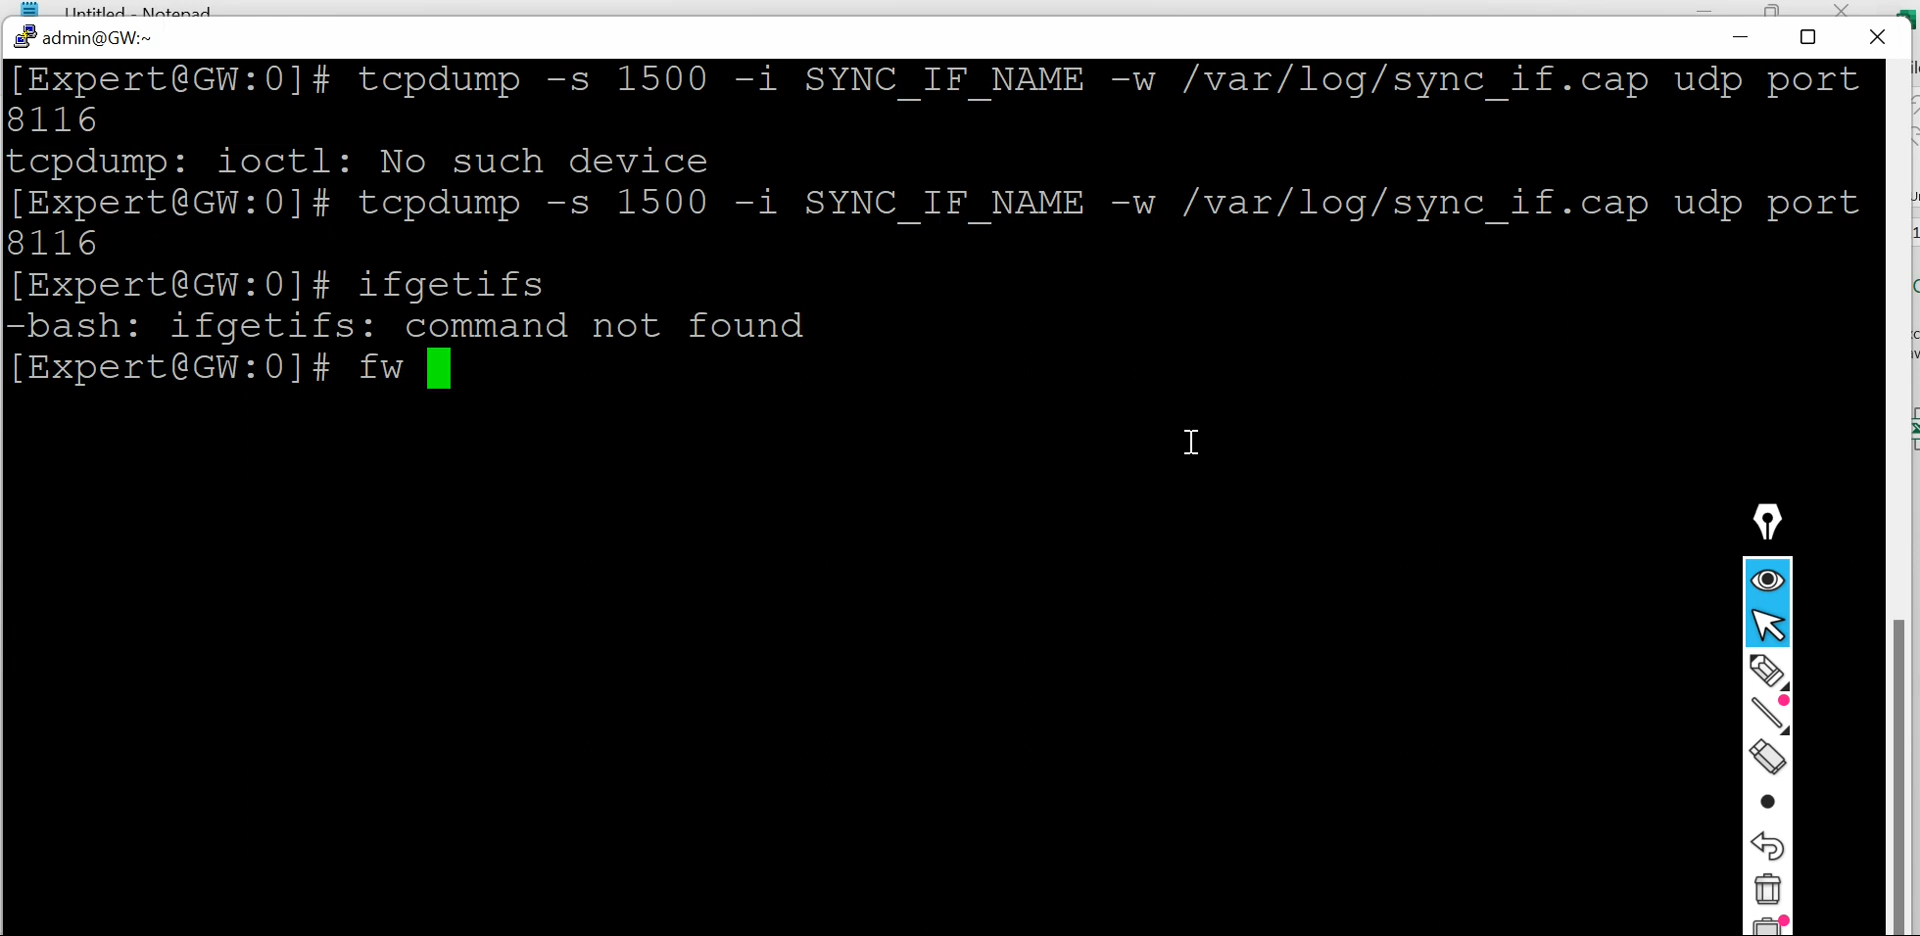 Untitled - Notepad
admin@GW:~
[Expert@GW:0]# tcpdump -s 1500 -i SYNC_IF_NAME -w /var/log/sync_if.cap udp port
8116
tcpdump: ioctl: No such device
[Expert@GW:0]# tcpdump -s 1500 -i SYNC_IF_NAME -w /var/log/sync_if.cap udp port
8116
[Expert@GW:0]# ifgetifs
-bash: ifgetifs: command not found
[Expert@GW:0]# fw